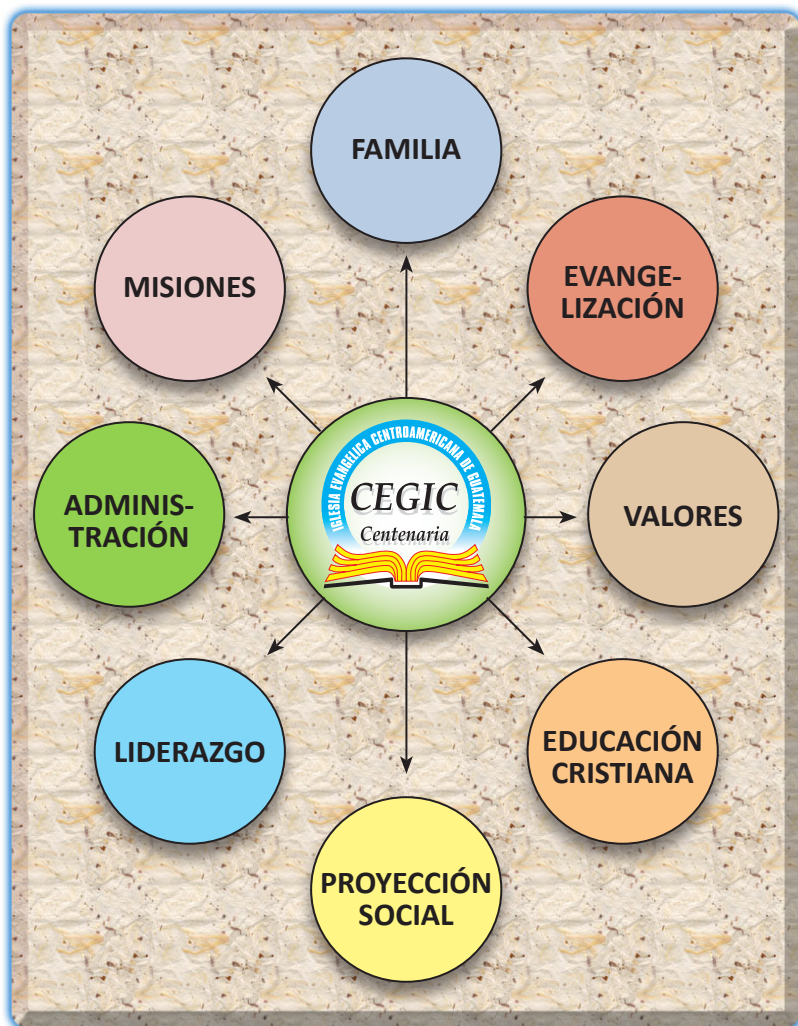 FAMILIA
EVANGE-
LIZACIÓN
VALORES
EDUCACIÓN
CRISTIANA
PROYECCIÓN
SOCIAL
LIDERAZGO
ADMINIS-
TRACIÓN
MISIONES
IGLESIA EVANGELICA CENTROAMERICANA DE GUATEMALA
CEGIC
Centenaria